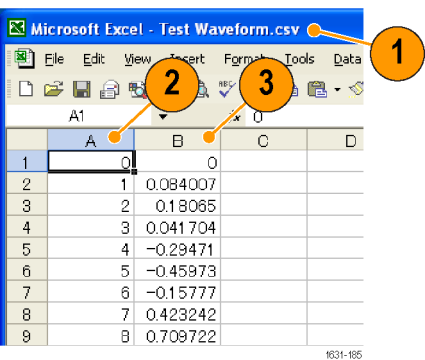 Microsoft Excel - Test Waveform.csv
1
File Edit View Insert Format Tools Data
2 3
A1 0
A B C D
1 0 0
2 1 0.084007
3 2 0.18065
4 3 0.041704
5 4 -0.29471
6 5 -0.45973
7 6 -0.15777
8 7 0.423242
9 8 0.709722
1631-185